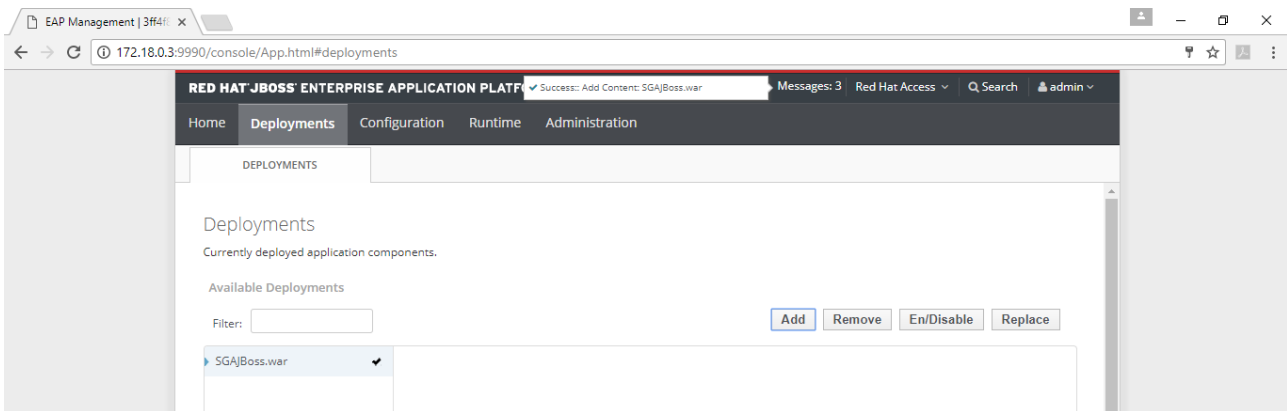 EAP Management | 3ff4f8
172.18.0.3:9990/console/App.html#deployments
RED HAT JBOSS ENTERPRISE APPLICATION PLATF
Success:: Add Content: SGAJBoss.war
Messages: 3 Red Hat Access Search admin
Home Deployments Configuration Runtime Administration
DEPLOYMENTS
Deployments
Currently deployed application components.
Available Deployments
Filter: Add Remove En/Disable Replace
SGAJBoss.war